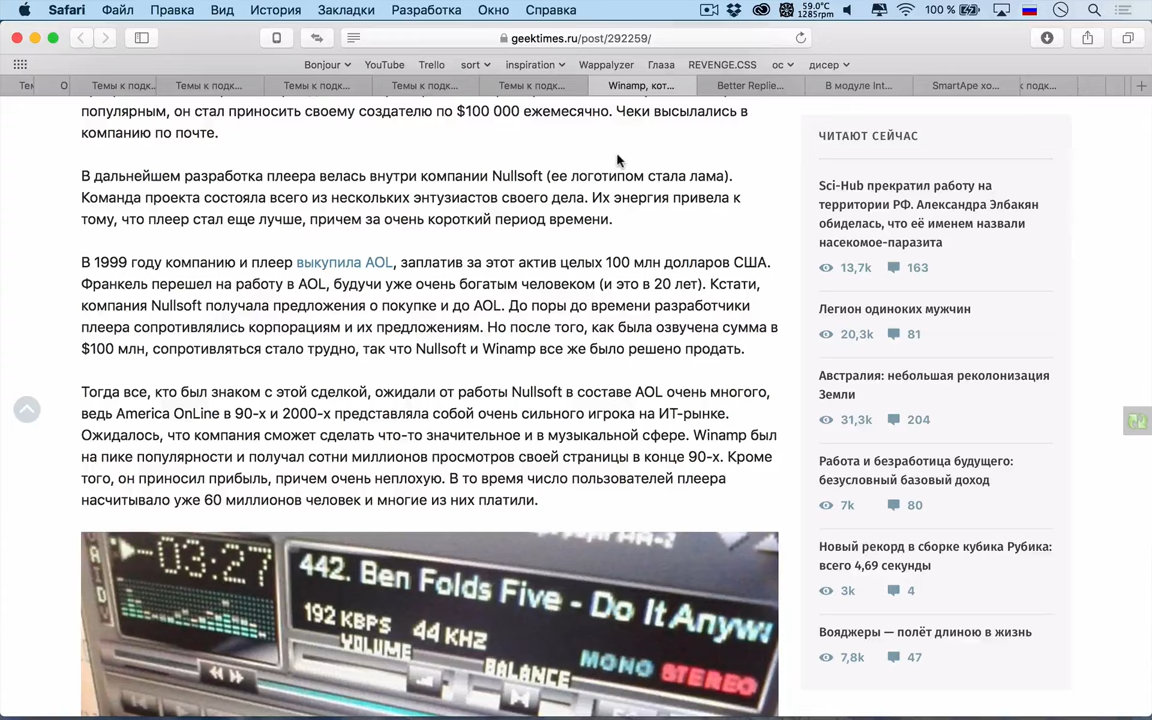 Safari Файл Правка Вид История Закладки Разработка Окно Справка 59.0°C 1285rpm 100 %
geektimes.ru/post/292259/
Bonjour YouTube Trello sort inspiration Wappalyzer Глаза REVENGE.CSS ос дисер
Тем О Темы к подк... Темы к подк... Темы к подк... Темы к подк... Темы к подк... Winamp, кот... Better Replie... В модуле Int... SmartApe хо... к подк...
популярным, он стал приносить своему создателю по $100 000 ежемесячно. Чеки высылались в
компанию по почте.
В дальнейшем разработка плеера велась внутри компании Nullsoft (ее логотипом стала лама).
Команда проекта состояла всего из нескольких энтузиастов своего дела. Их энергия привела к
тому, что плеер стал еще лучше, причем за очень короткий период времени.
В 1999 году компанию и плеер выкупила AOL, заплатив за этот актив целых 100 млн долларов США.
Франкель перешел на работу в AOL, будучи уже очень богатым человеком (и это в 20 лет). Кстати,
компания Nullsoft получала предложения о покупке и до AOL. До поры до времени разработчики
плеера сопротивлялись корпорациям и их предложениям. Но после того, как была озвучена сумма в
$100 млн, сопротивляться стало трудно, так что Nullsoft и Winamp все же было решено продать.
Тогда все, кто был знаком с этой сделкой, ожидали от работы Nullsoft в составе AOL очень многого,
ведь America OnLine в 90-х и 2000-х представляла собой очень сильного игрока на ИТ-рынке.
Ожидалось, что компания сможет сделать что-то значительное и в музыкальной сфере. Winamp был
на пике популярности и получал сотни миллионов просмотров своей страницы в конце 90-х. Кроме
того, он приносил прибыль, причем очень неплохую. В то время число пользователей плеера
насчитывало уже 60 миллионов человек и многие из них платили.
03:27
442. Ben Folds Five - Do It Anyw
192 KBPS 44 KHZ
VOLUME BALANCE MONO STEREO
ЧИТАЮТ СЕЙЧАС
Sci-Hub прекратил работу на
территории РФ. Александра Элбакян
обиделась, что её именем назвали
насекомое-паразита
13,7k 163
Легион одиноких мужчин
20,3k 81
Австралия: небольшая реколонизация
Земли
31,3k 204
Работа и безработица будущего:
безусловный базовый доход
7k 80
Новый рекорд в сборке кубика Рубика:
всего 4,69 секунды
3k 4
Вояджеры — полёт длиною в жизнь
7,8k 47